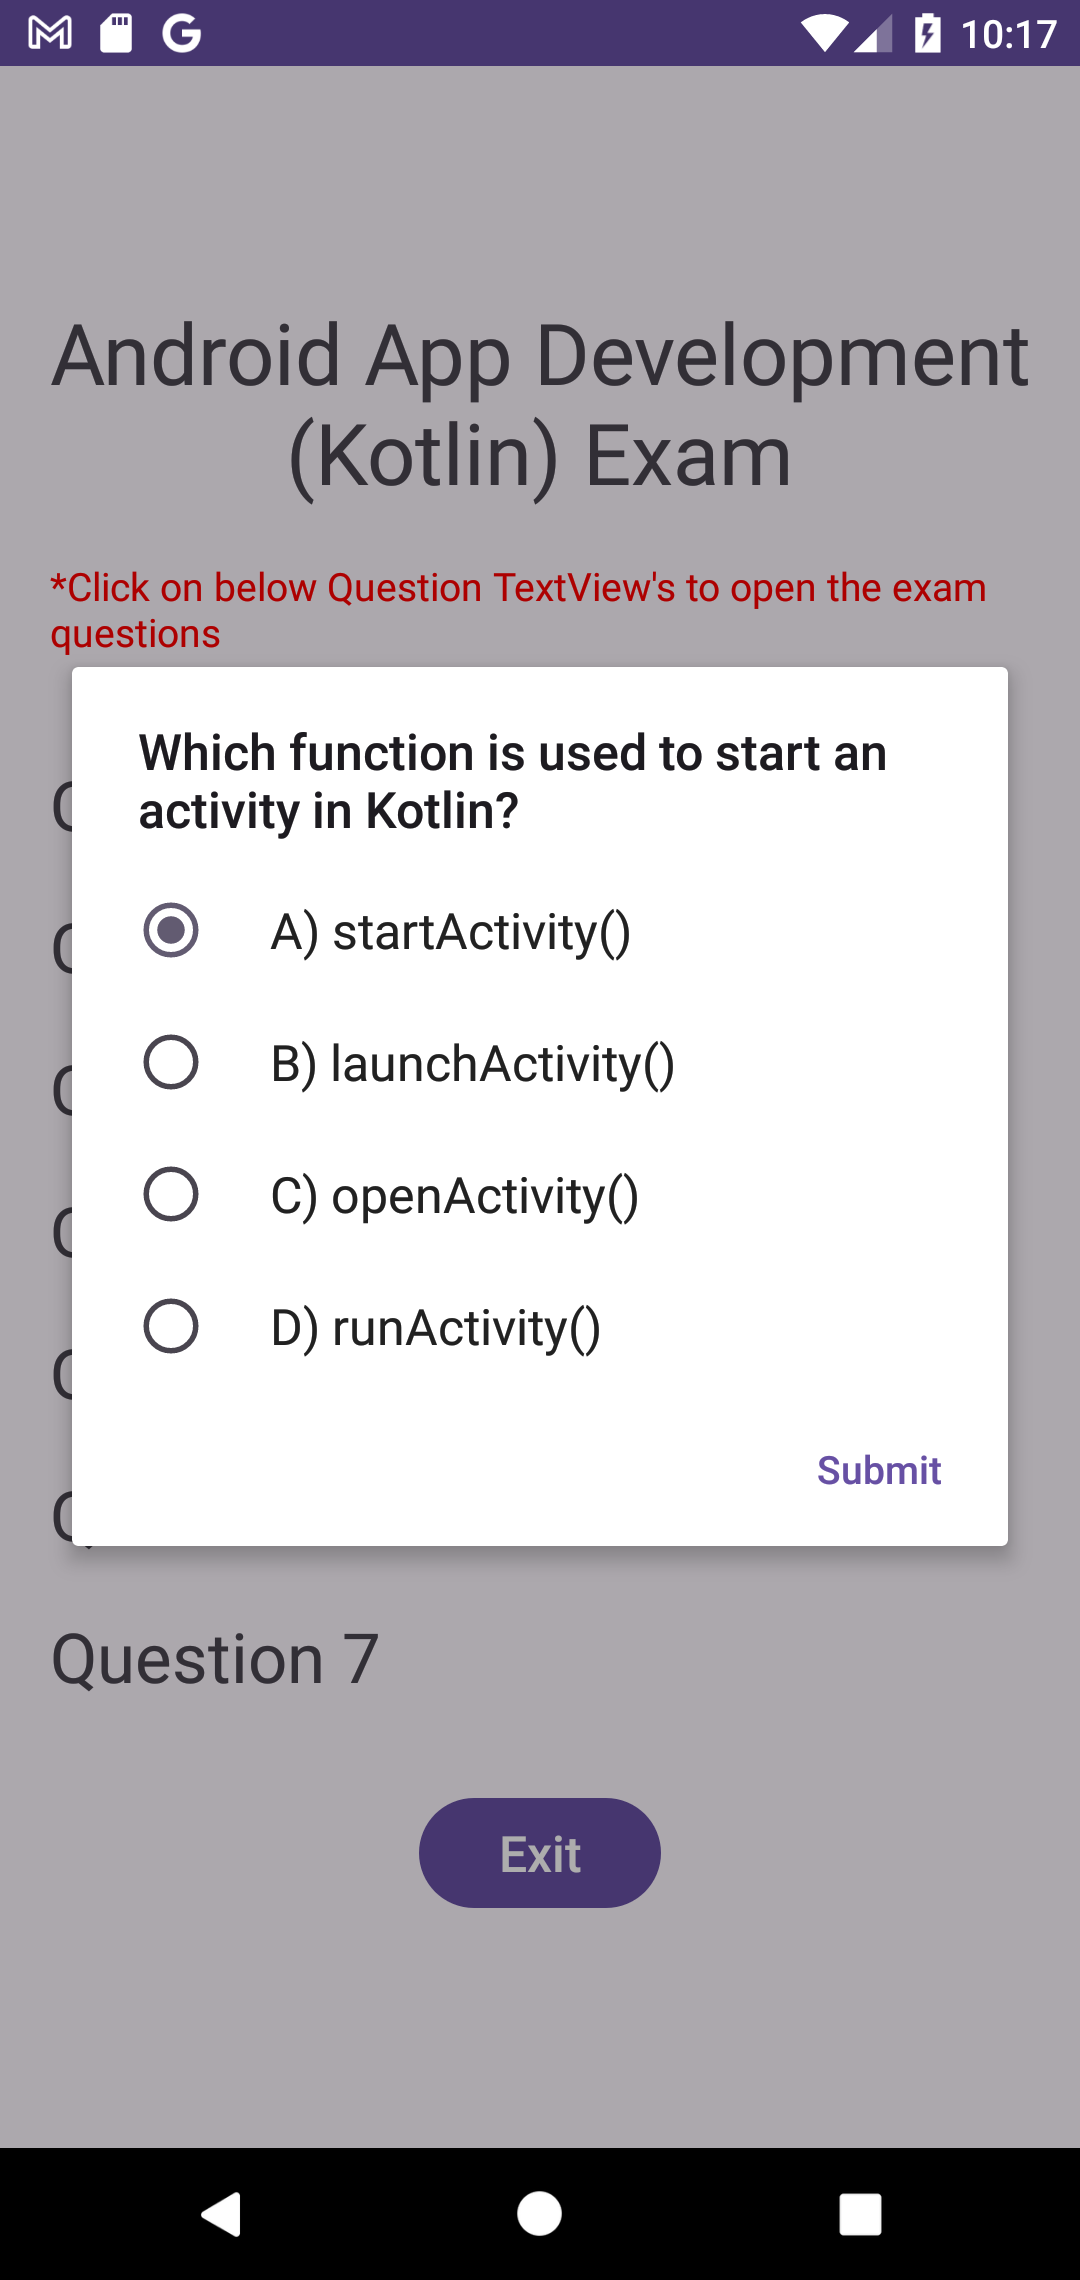 10:17
Android App Development
(Kotlin) Exam
*Click on below Question TextView's to open the exam
questions
Which function is used to start an
activity in Kotlin?
A) startActivity()
B) launchActivity()
C) openActivity()
D) runActivity()
Submit
Question 7
Exit